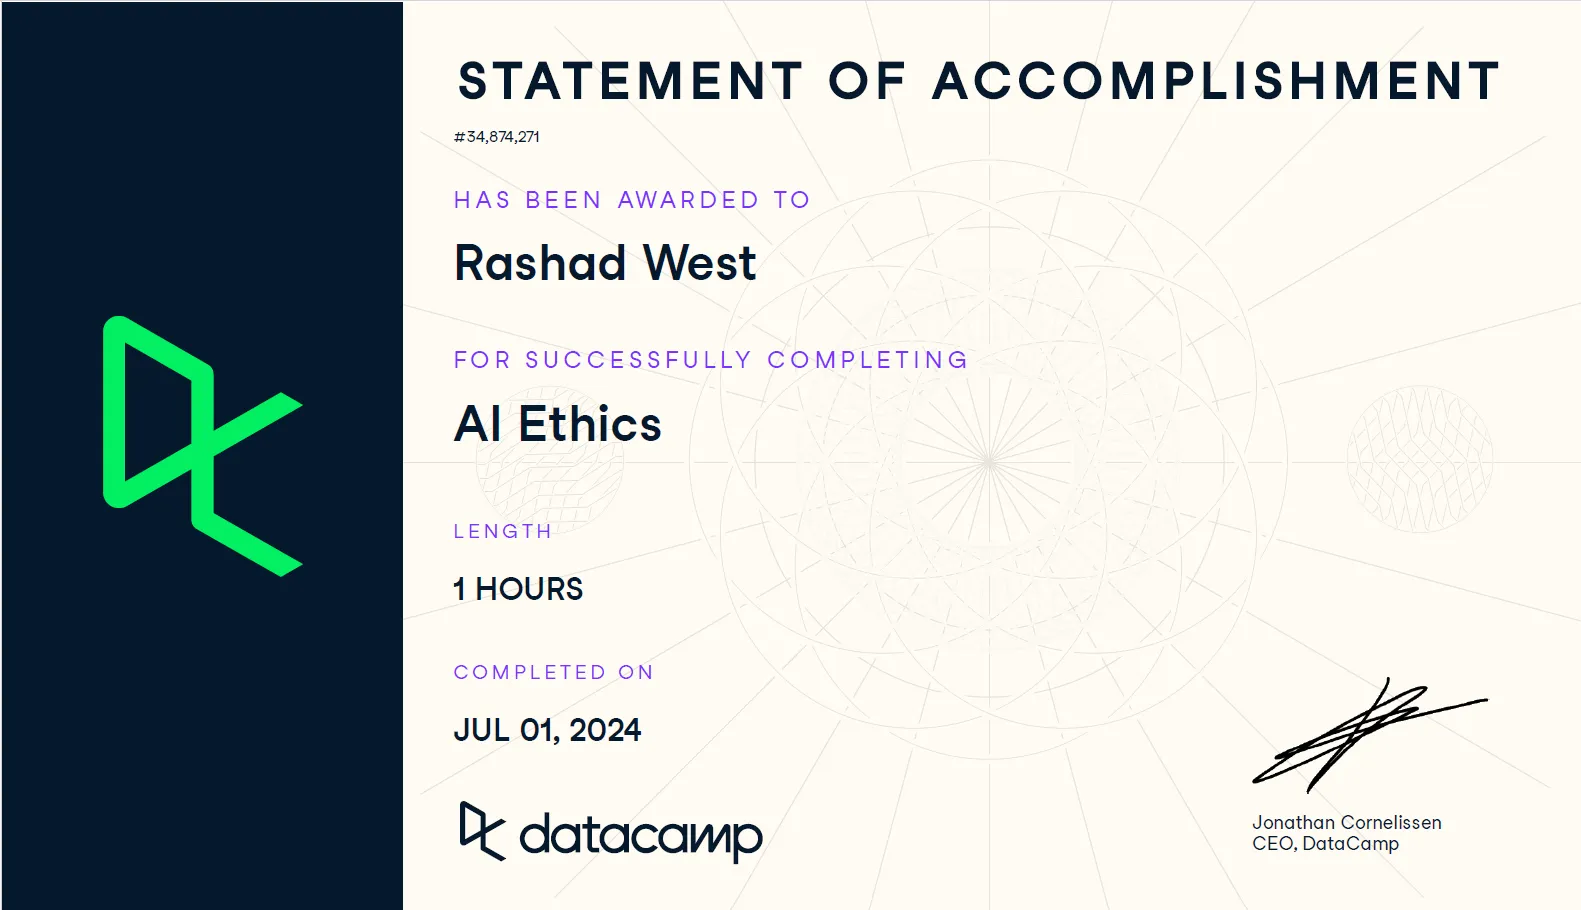 STATEMENT OF ACCOMPLISHMENT
#34,874,271
HAS BEEN AWARDED TO
Rashad West
FOR SUCCESSFULLY COMPLETING
AI Ethics
LENGTH
1 HOURS
COMPLETED ON
JUL 01, 2024
datacamp
Jonathan Cornelissen
CEO, DataCamp